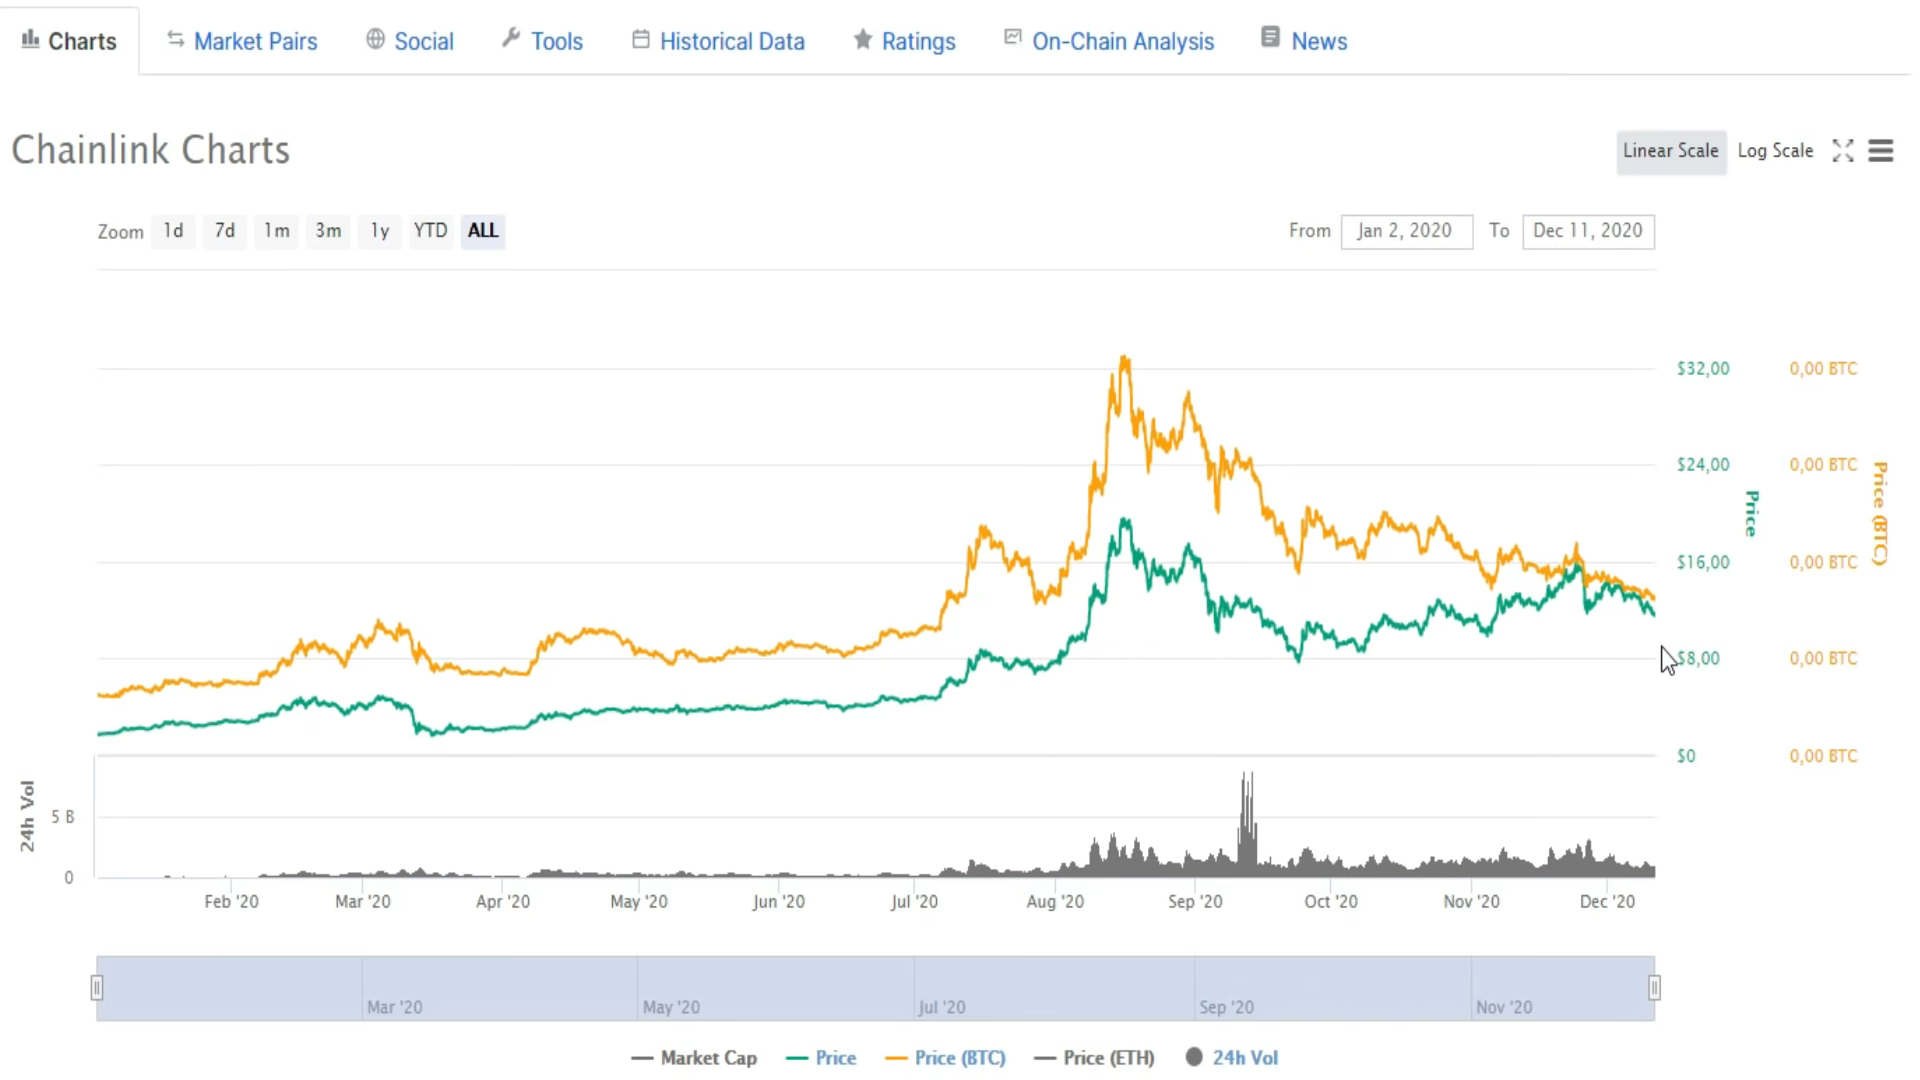 Charts Market Pairs Social Tools Historical Data Ratings On-Chain Analysis News
Chainlink Charts
Linear Scale Log Scale
Zoom 1d 7d 1m 3m 1y YTD ALL
From Jan 2, 2020 To Dec 11, 2020
$32,00 0,00 BTC
$24,00 0,00 BTC
Price
Price (BTC)
$16,00 0,00 BTC
$8,00 0,00 BTC
$0 0,00 BTC
24h Vol
5 B
0
Feb '20 Mar '20 Apr '20 May '20 Jun '20 Jul '20 Aug '20 Sep '20 Oct '20 Nov '20 Dec '20
Mar '20 May '20 Jul '20 Sep '20 Nov '20
Market Cap Price Price (BTC) Price (ETH) 24h Vol